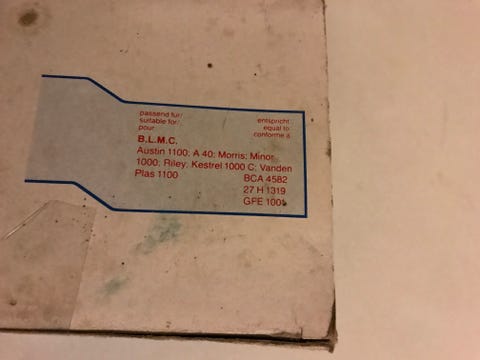 passend für/
suitable for/
pour
entspricht
equal to
conforme à
B.L.M.C.
Austin 1100; A 40; Morris; Minor
1000; Riley; Kestrel 1000 C; Vanden
Plas 1100
BCA 4582
27 H 1319
GFE 1001